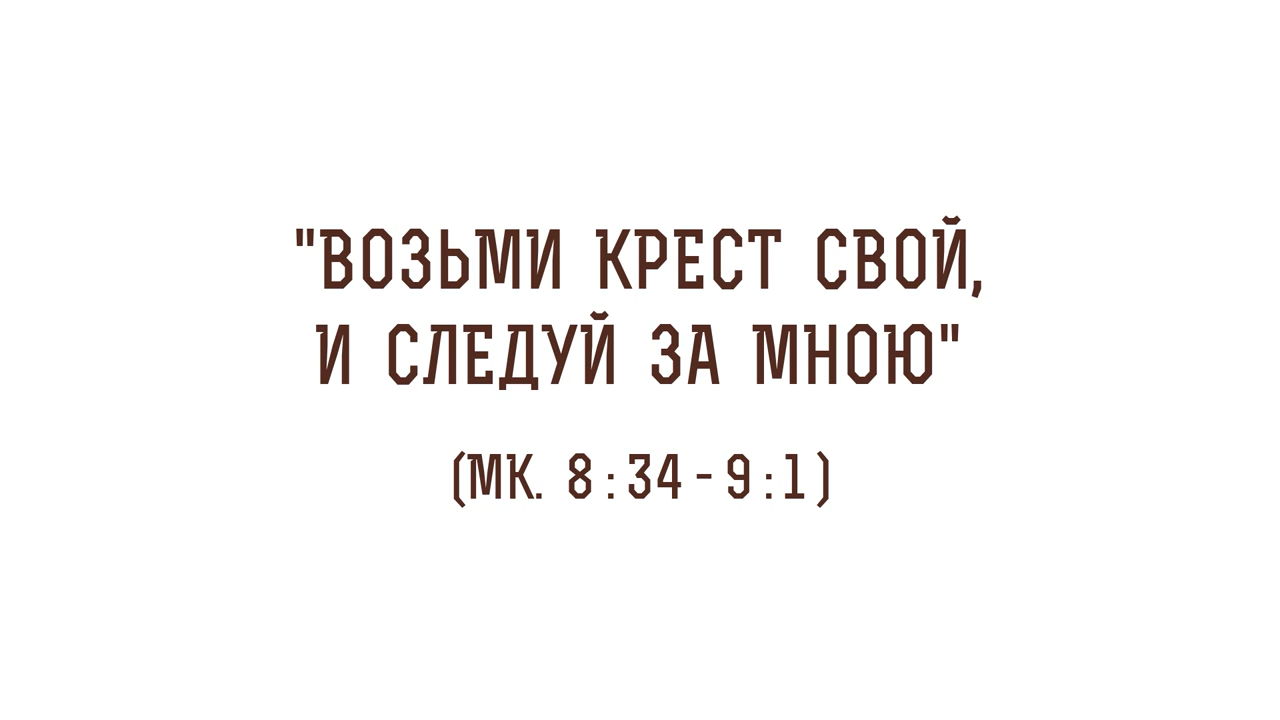 "ВОЗЬМИ КРЕСТ СВОЙ,
И СЛЕДУЙ ЗА МНОЮ"
(МК. 8:34-9:1)